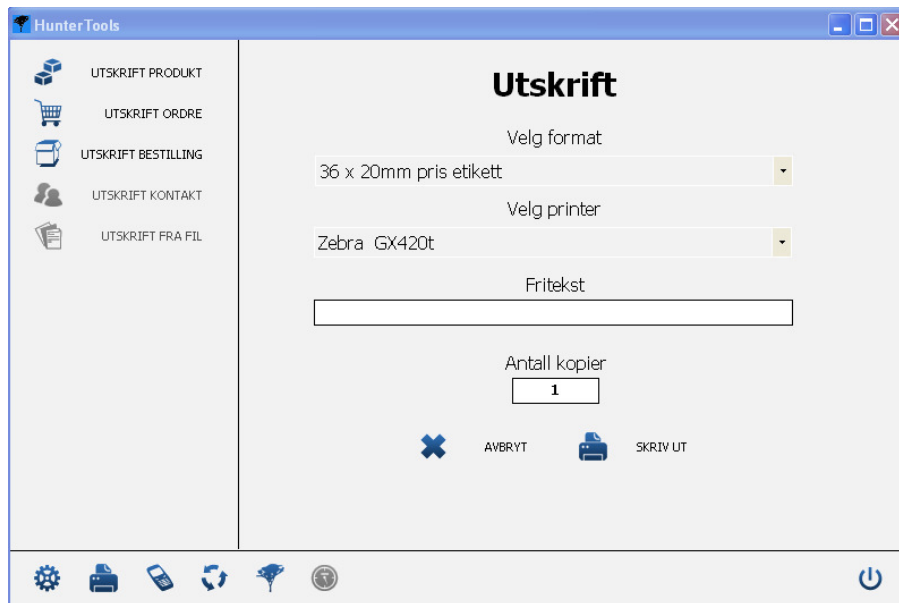 HunterTools
UTSKRIFT PRODUKT
UTSKRIFT ORDRE
UTSKRIFT BESTILLING
UTSKRIFT KONTAKT
UTSKRIFT FRA FIL
Utskrift
Velg format
36 x 20mm pris etikett
Velg printer
Zebra GX420t
Fritekst
Antall kopier
1
AVBRYT SKRIV UT